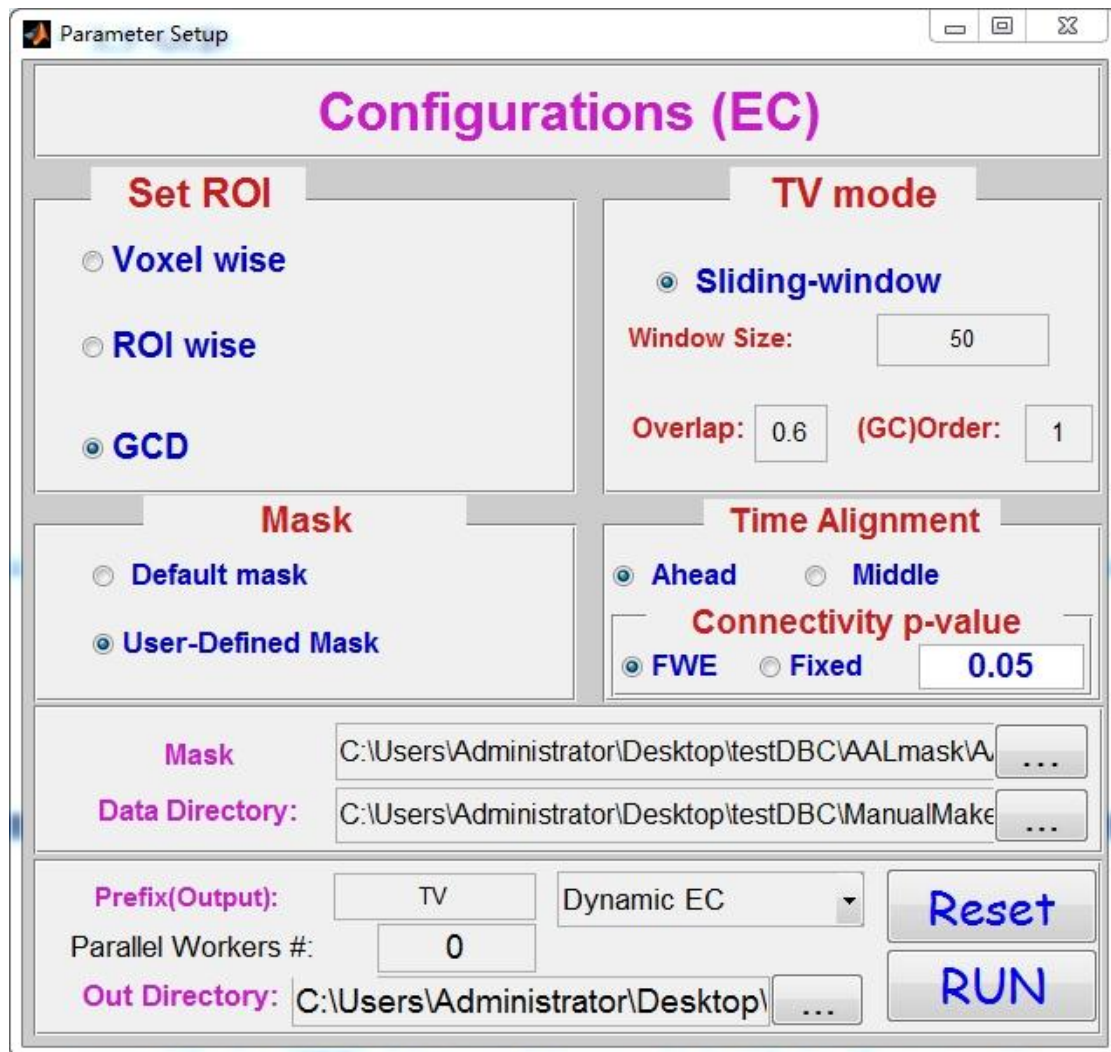 Parameter Setup
Configurations (EC)
Set ROI
Voxel wise
ROI wise
GCD
TV mode
Sliding-window
Window Size: 50
Overlap: 0.6 (GC)Order: 1
Mask
Default mask
User-Defined Mask
Time Alignment
Ahead Middle
Connectivity p-value
FWE Fixed 0.05
Mask C:\Users\Administrator\Desktop\testDBC\AALmask\A ...
Data Directory: C:\Users\Administrator\Desktop\testDBC\ManualMake ...
Prefix(Output): TV Dynamic EC Reset
Parallel Workers #: 0
Out Directory: C:\Users\Administrator\Desktop\ ... RUN